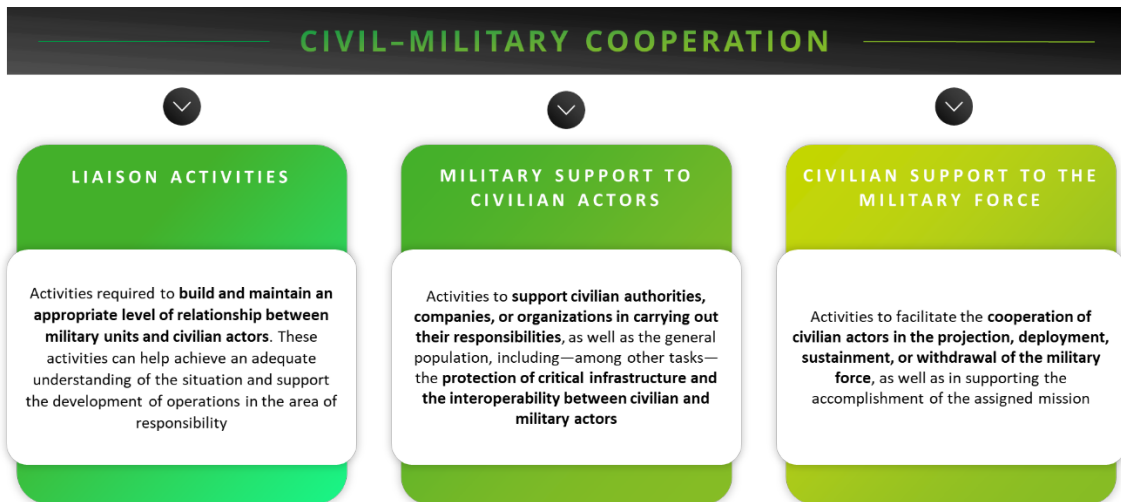 CIVIL–MILITARY COOPERATION
LIAISON ACTIVITIES
Activities required to build and maintain an
appropriate level of relationship between
military units and civilian actors. These
activities can help achieve an adequate
understanding of the situation and support
the development of operations in the area of
responsibility
MILITARY SUPPORT TO
CIVILIAN ACTORS
Activities to support civilian authorities,
companies, or organizations in carrying out
their responsibilities, as well as the general
population, including—among other tasks—
the protection of critical infrastructure and
the interoperability between civilian and
military actors
CIVILIAN SUPPORT TO THE
MILITARY FORCE
Activities to facilitate the cooperation of
civilian actors in the projection, deployment,
sustainment, or withdrawal of the military
force, as well as in supporting the
accomplishment of the assigned mission